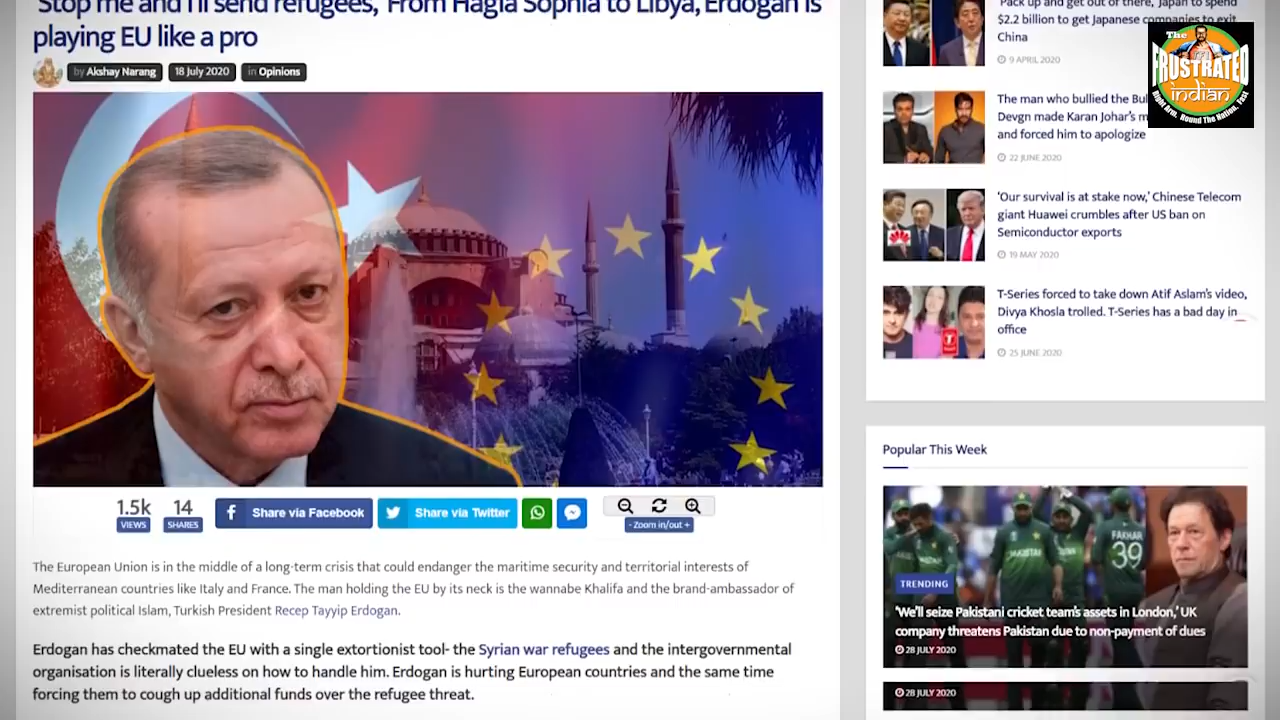 'Stop me and I'll send refugees,' From Hagia Sophia to Libya, Erdogan is
playing EU like a pro
by Akshay Narang
18 July 2020
in Opinions
1.5k
VIEWS
14
SHARES
Share via Facebook
Share via Twitter
- Zoom in/out +
The European Union is in the middle of a long-term crisis that could endanger the maritime security and territorial interests of
Mediterranean countries like Italy and France. The man holding the EU by its neck is the wannabe Khalifa and the brand-ambassador of
extremist political Islam, Turkish President Recep Tayyip Erdogan.
Erdogan has checkmated the EU with a single extortionist tool- the Syrian war refugees and the intergovernmental
organisation is literally clueless on how to handle him. Erdogan is hurting European countries and the same time
forcing them to cough up additional funds over the refugee threat.
'Pack up and get out of there,' Japan to spend
$2.2 billion to get Japanese companies to exit
China
9 APRIL 2020
The man who bullied the Bul
Devgn made Karan Johar's m
and forced him to apologize
22 JUNE 2020
'Our survival is at stake now,' Chinese Telecom
giant Huawei crumbles after US ban on
Semiconductor exports
19 MAY 2020
T-Series forced to take down Atif Aslam's video,
Divya Khosla trolled. T-Series has a bad day in
office
25 JUNE 2020
Popular This Week
PAKISTAN
FAKHAR
39
TRENDING
'We'll seize Pakistani cricket team's assets in London,' UK
company threatens Pakistan due to non-payment of dues
28 JULY 2020
28 JULY 2020
The
FRUSTRATED
indian
Right Arm, Round The Nation, Fast